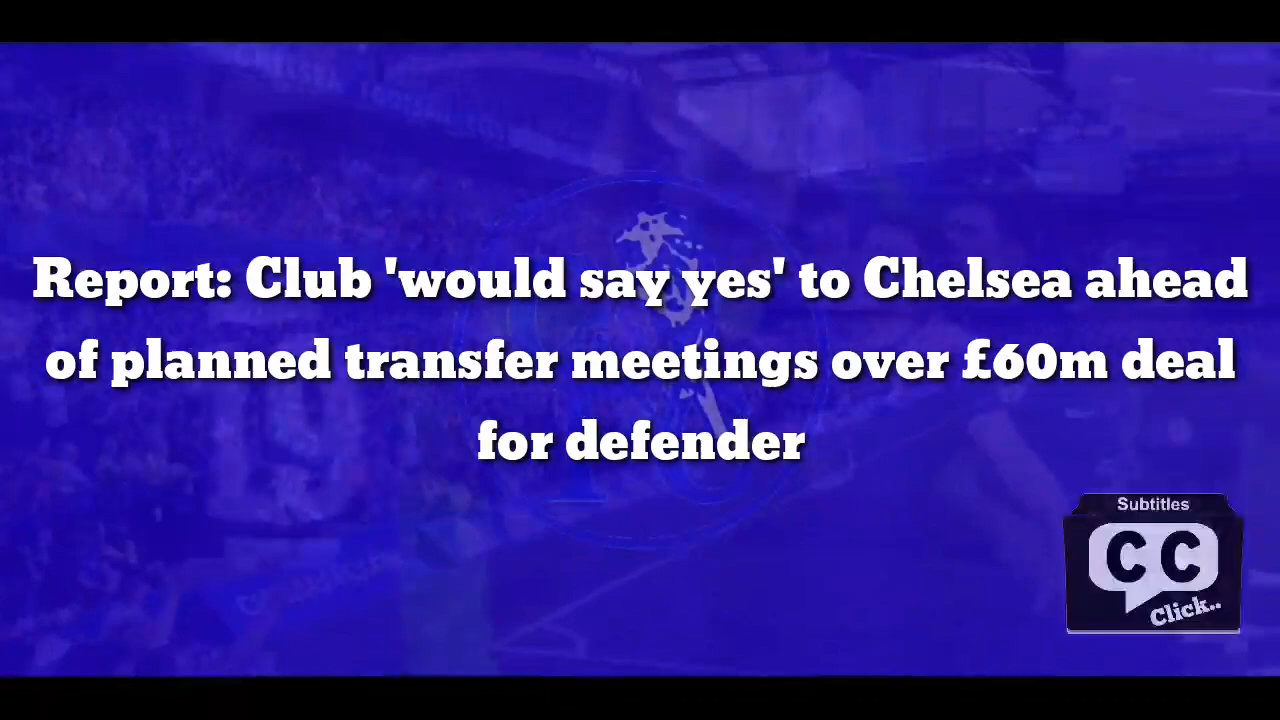 Report: Club 'would say yes' to Chelsea ahead
of planned transfer meetings over £60m deal
for defender
Subtitles
CC
Click..